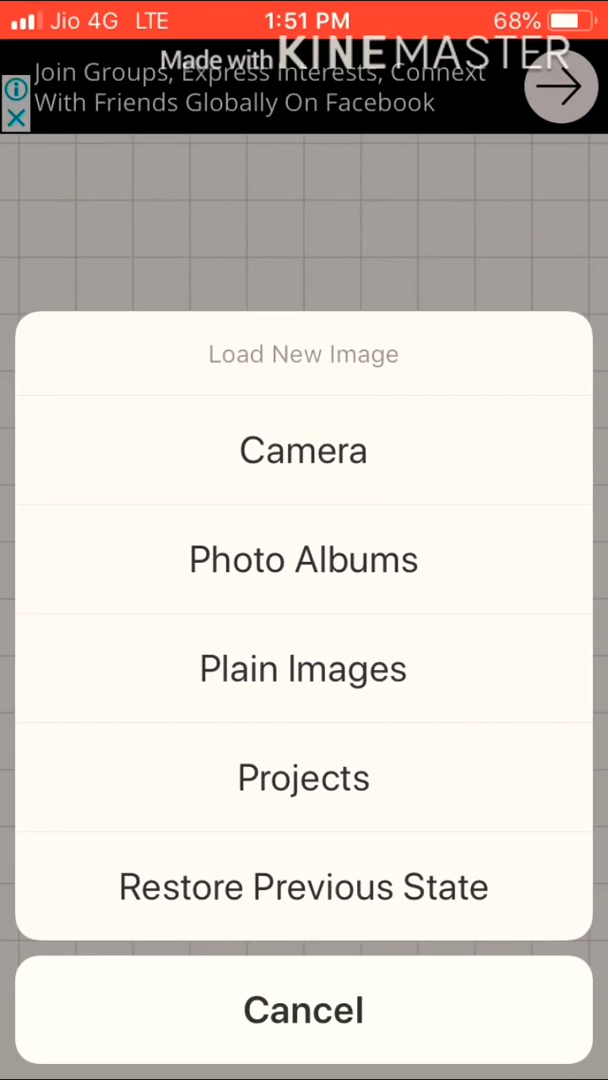 Jio 4G LTE 1:51 PM 68%
Made with KINEMASTER
Join Groups, Express Interests, Connext
With Friends Globally On Facebook
Load New Image
Camera
Photo Albums
Plain Images
Projects
Restore Previous State
Cancel